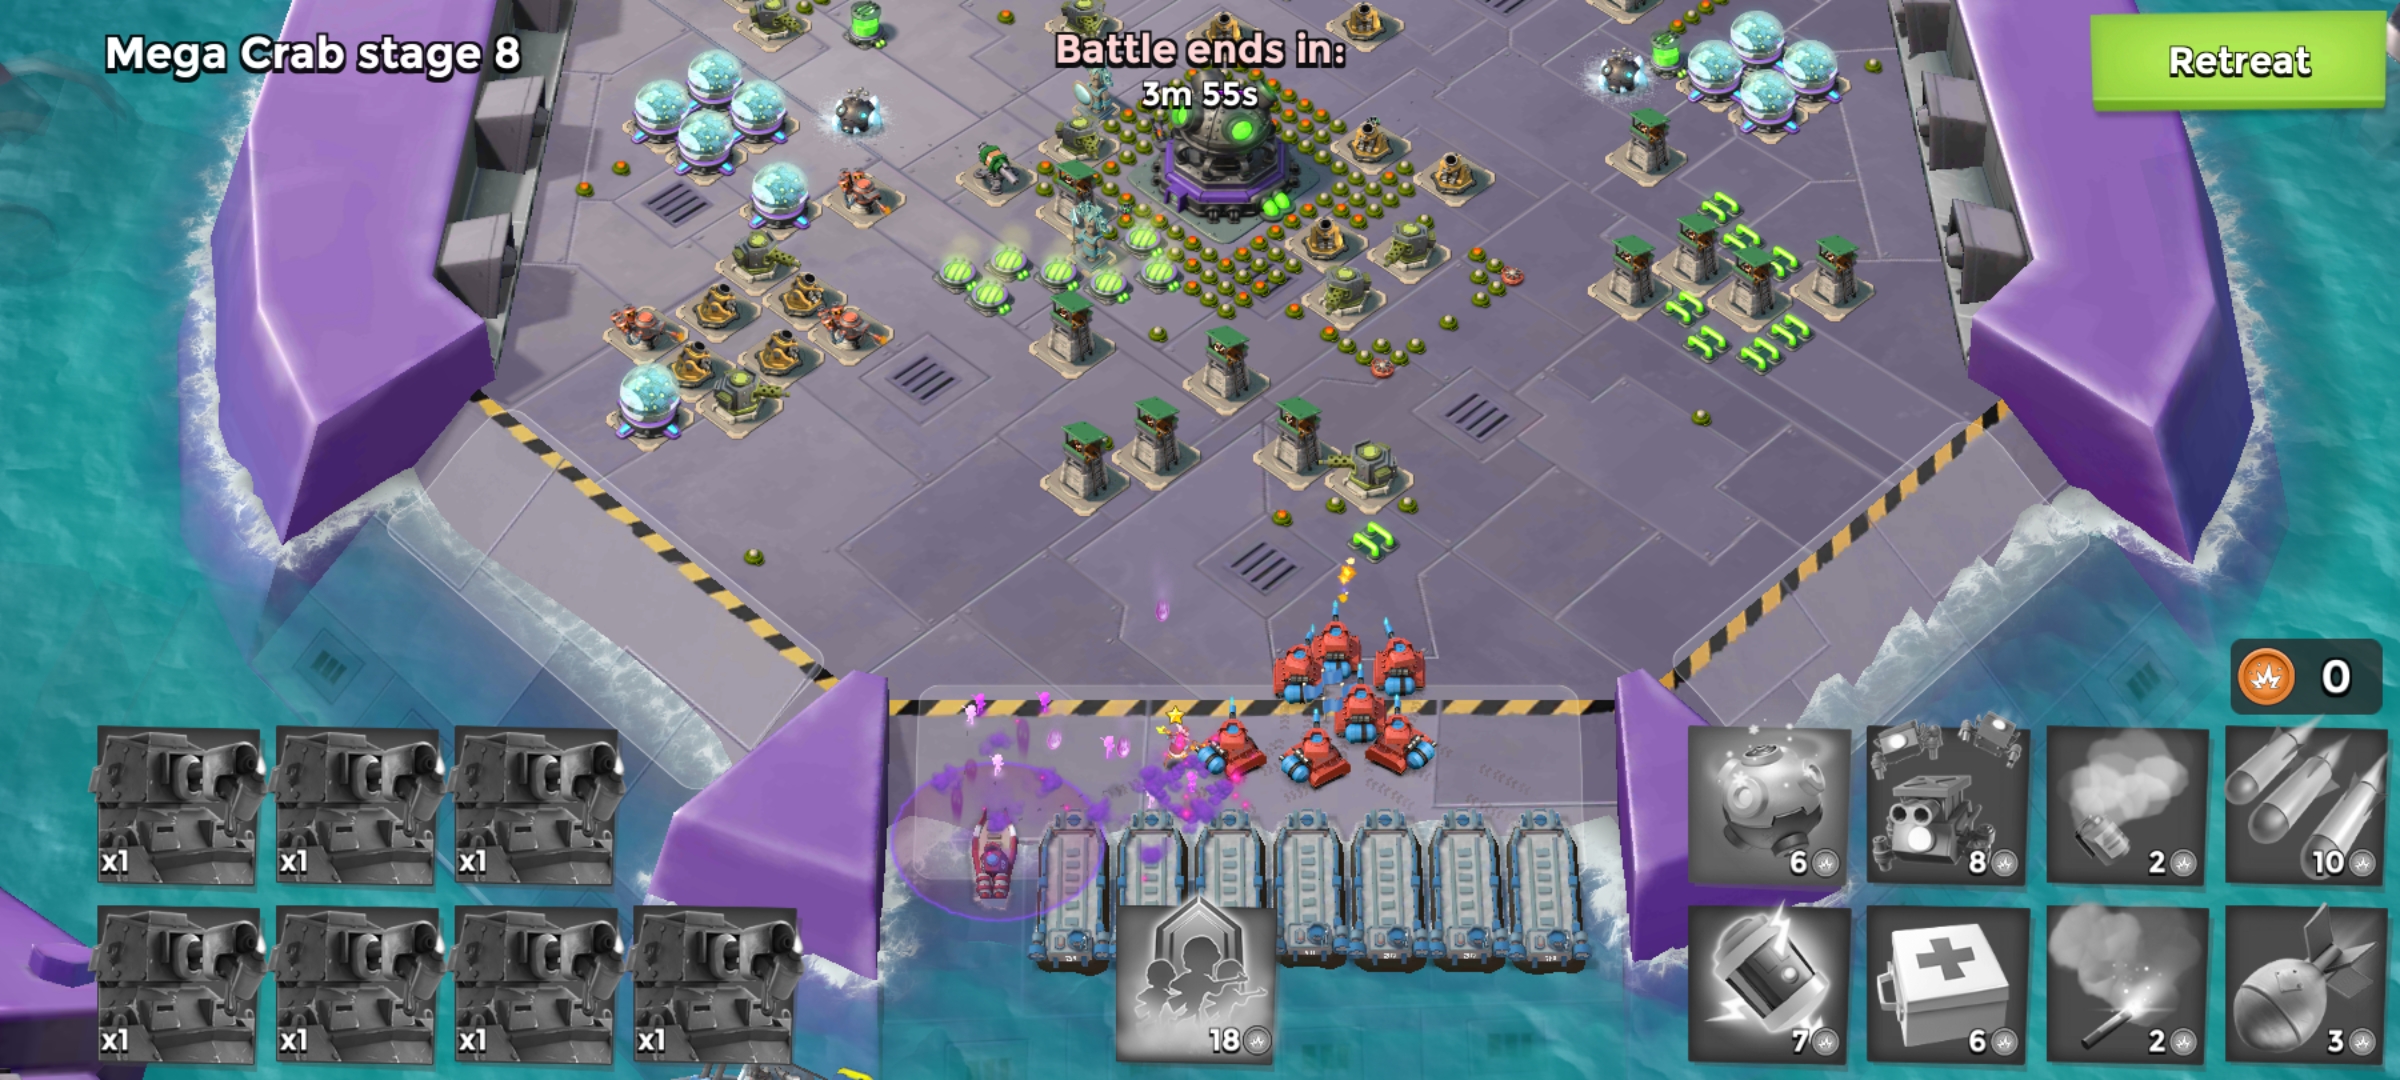 Mega Crab stage 8
Battle ends in:
3m 55s
Retreat
0
x1
x1
x1
6
8
2
10
x1
x1
x1
x1
18
7
6
2
3